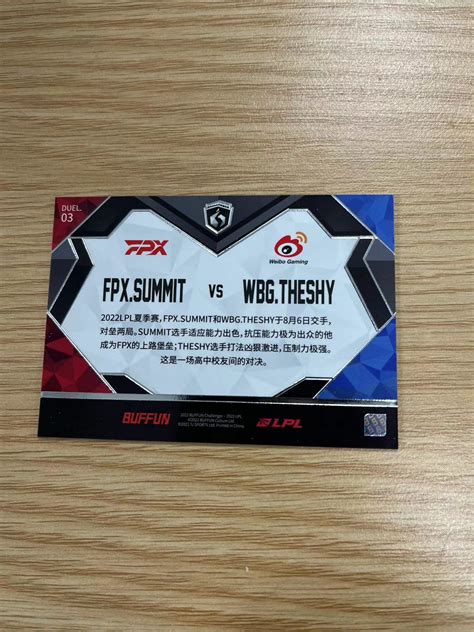 DUEL.
03
FPX
Weibo Gaming
FPX.SUMMIT VS WBG.THESHY
2022LPL夏季赛，FPX.SUMMIT和WBG.THESHY于8月6日交手，
对垒两局。SUMMIT选手适应能力出色，抗压能力极为出众的他
成为FPX的上路堡垒；THESHY选手打法凶狠激进，压制力极强。
这是一场高中校友间的对决。
BUFFUN
LPL